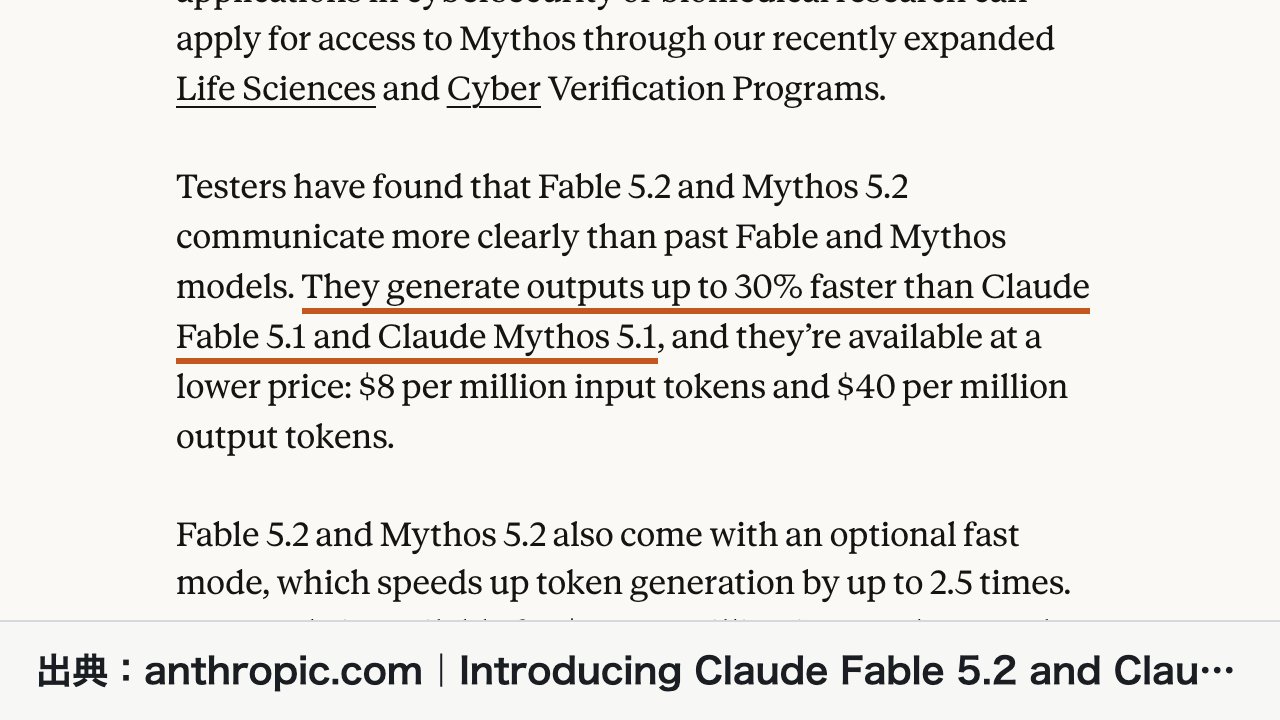 apply for access to Mythos through our recently expanded
Life Sciences and Cyber Verification Programs.
Testers have found that Fable 5.2 and Mythos 5.2
communicate more clearly than past Fable and Mythos
models. They generate outputs up to 30% faster than Claude
Fable 5.1 and Claude Mythos 5.1, and they’re available at a
lower price: $8 per million input tokens and $40 per million
output tokens.
Fable 5.2 and Mythos 5.2 also come with an optional fast
mode, which speeds up token generation by up to 2.5 times.
出典：anthropic.com｜Introducing Claude Fable 5.2 and Clau…